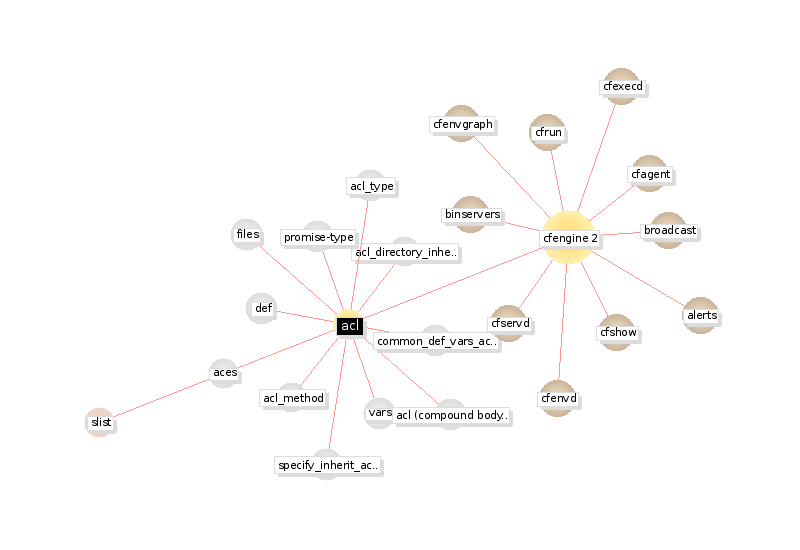 cfexecd
cfenvgraph
cfrun
cfagent
acl_type
binservers
broadcast
files
promise-type
cfengine 2
acl_directory_inhe..
def
alerts
cfservd
acl
cfshow
common_def_vars_ac..
aces
acl_method
cfenvd
vars
acl (compound body..
slist
specify_inherit_ac..